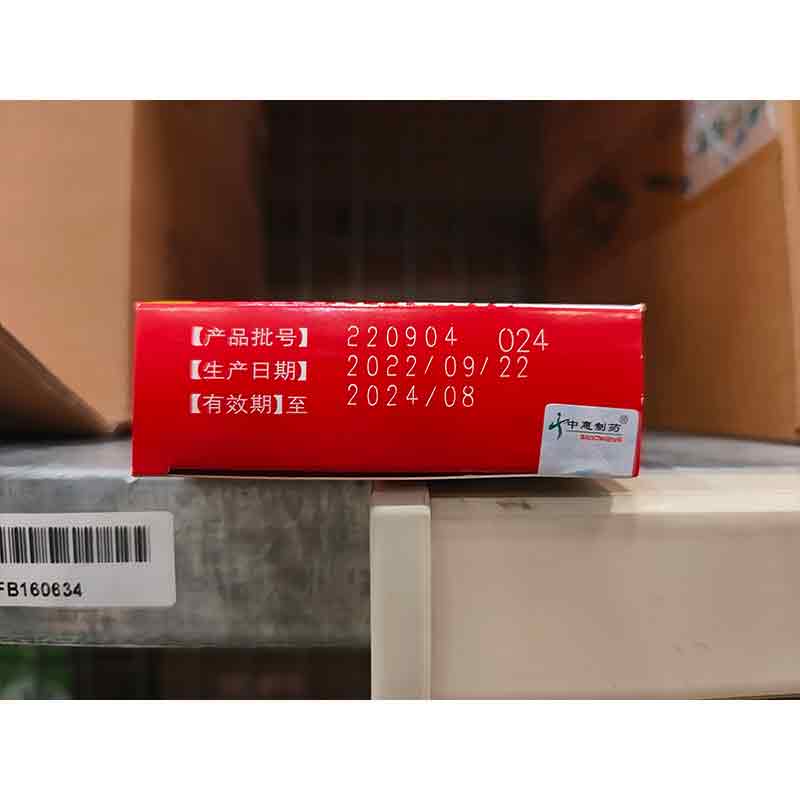 【产品批号】 220904 024
【生产日期】 2022/09/22
【有效期】至 2024/08
中惠制药®
FB160634